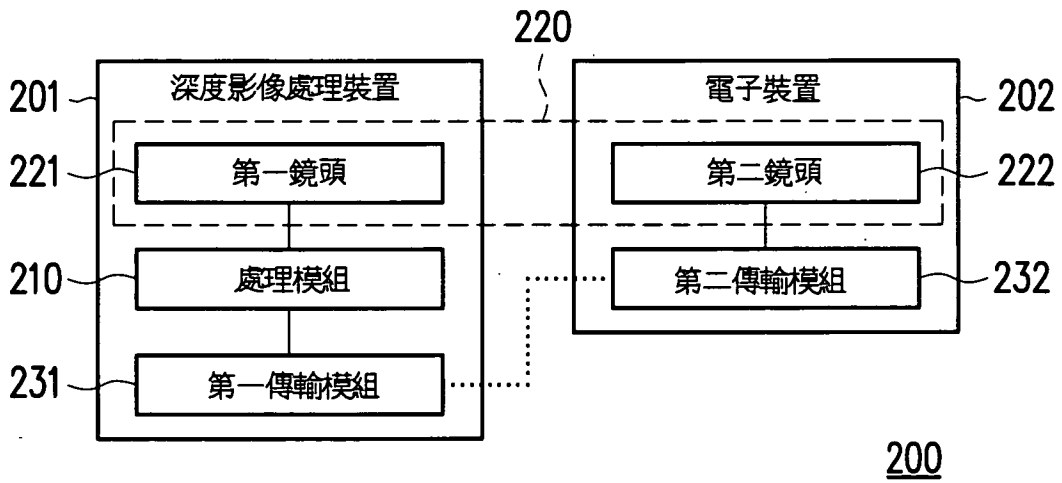 220
201
深度影像處理裝置
電子裝置
202
221
第一鏡頭
第二鏡頭
222
210
處理模組
第二傳輸模組
232
231
第一傳輸模組
200